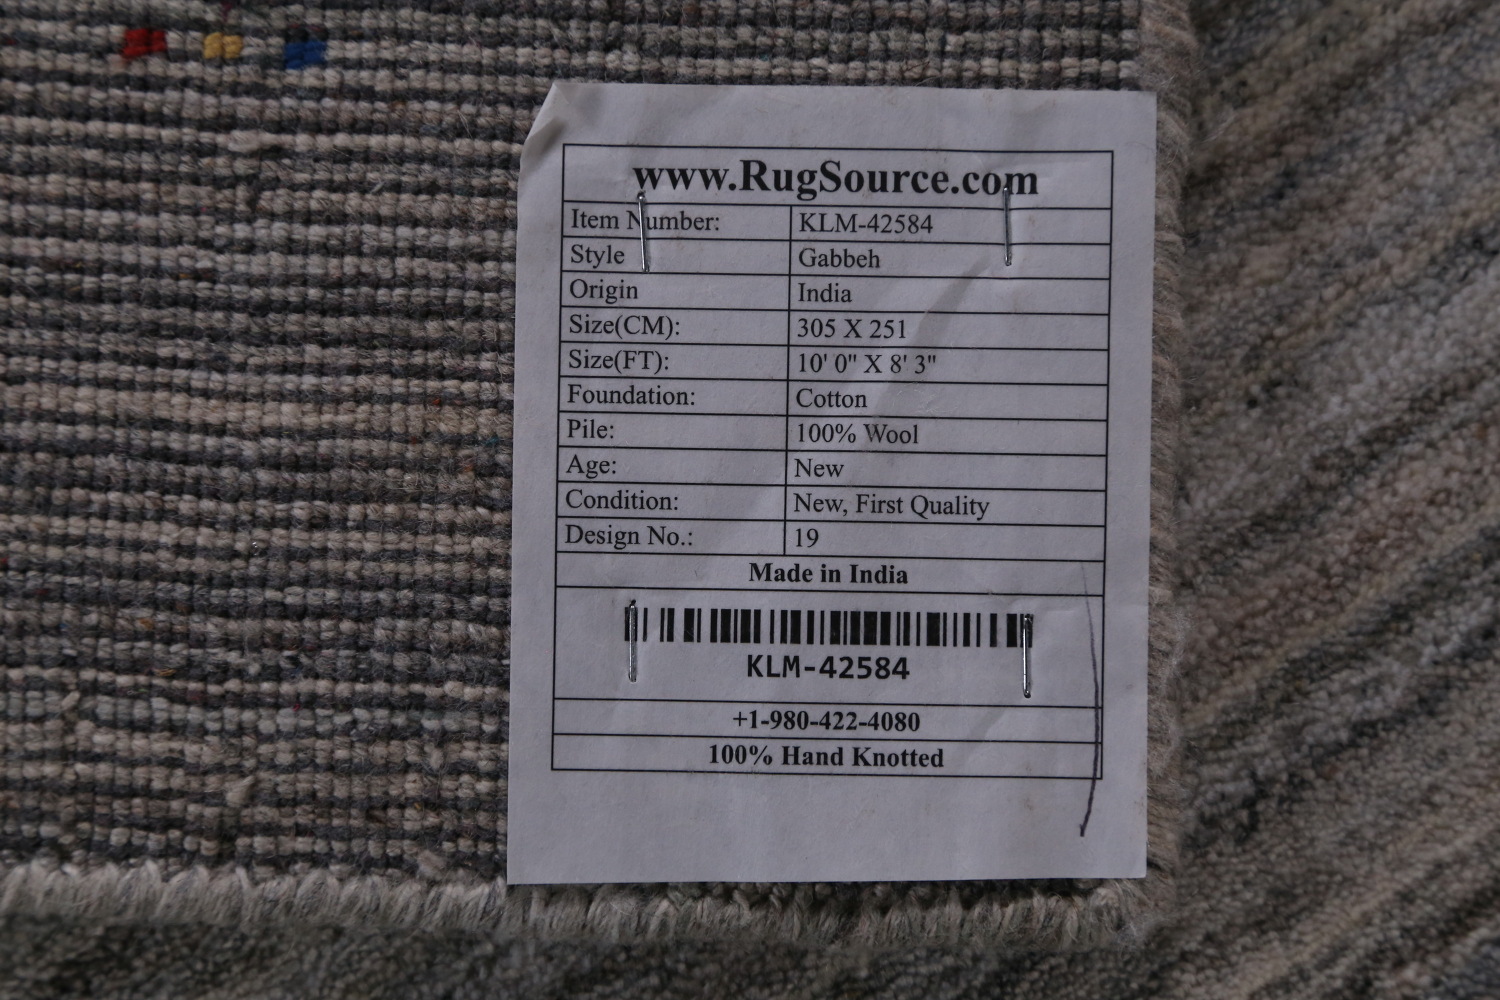 www.RugSource.com
Item Number: KLM-42584
Style Gabbeh
Origin India
Size(CM): 305 X 251
Size(FT): 10' 0" X 8' 3"
Foundation: Cotton
Pile: 100% Wool
Age: New
Condition: New, First Quality
Design No.: 19
Made in India
KLM-42584
+1-980-422-4080
100% Hand Knotted